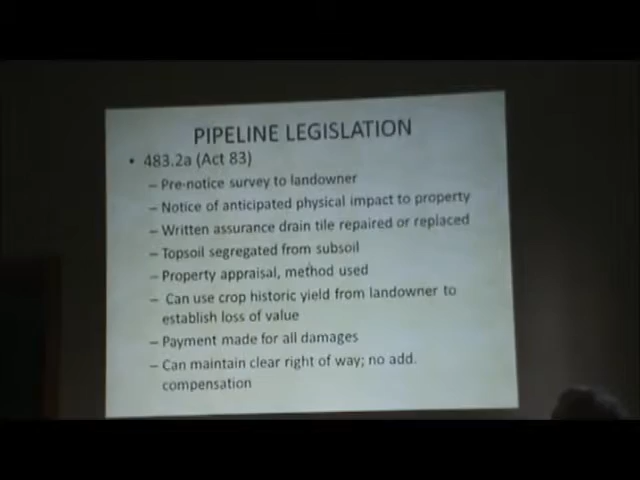 PIPELINE LEGISLATION
• 483.2a (Act 83)
– Pre-notice survey to landowner
– Notice of anticipated physical impact to property
– Written assurance drain tile repaired or replaced
– Topsoil segregated from subsoil
– Property appraisal, method used
– Can use crop historic yield from landowner to
establish loss of value
– Payment made for all damages
– Can maintain clear right of way; no add.
compensation